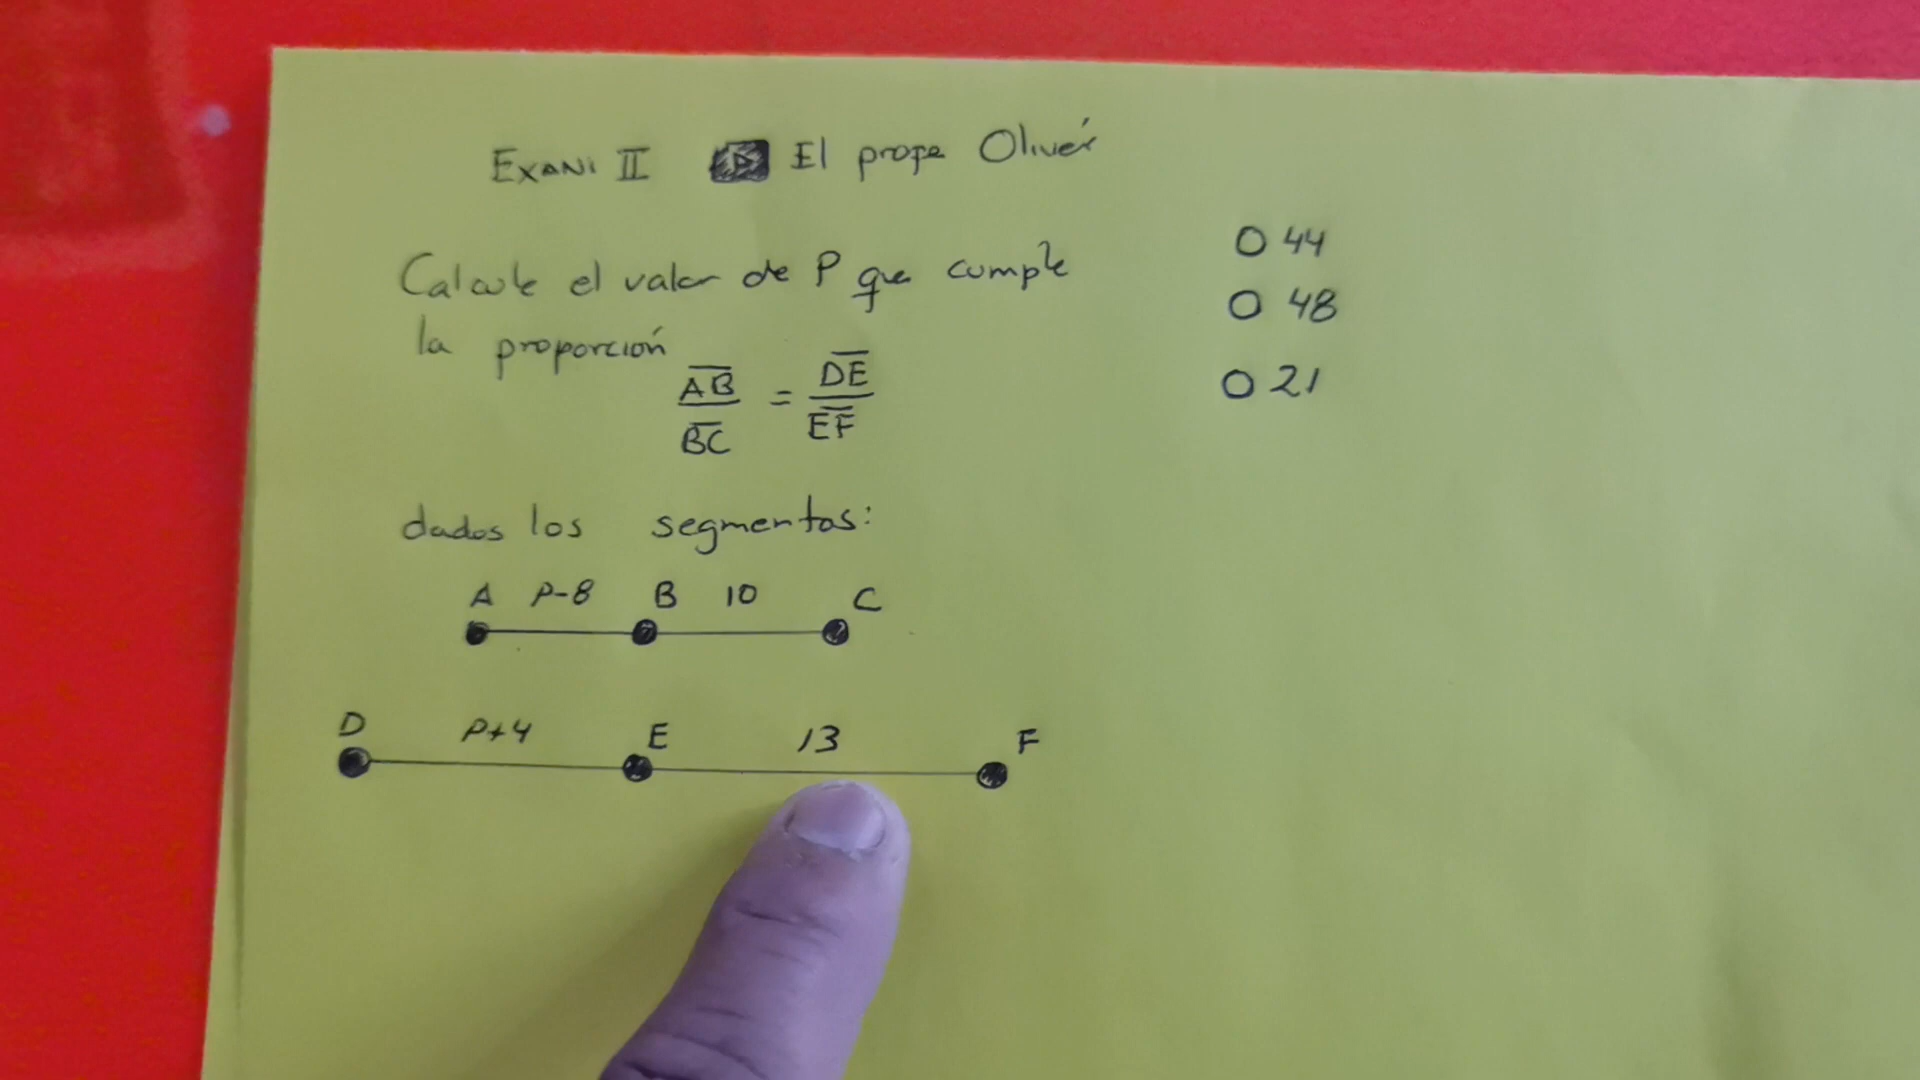 EXANI II El profe Oliver
Calcule el valor de P que cumple
la proporción
AB/BC = DE/EF
dados los segmentos:
A P-8 B 10 C
D P+4 E 13 F
O 44
O 48
O 21